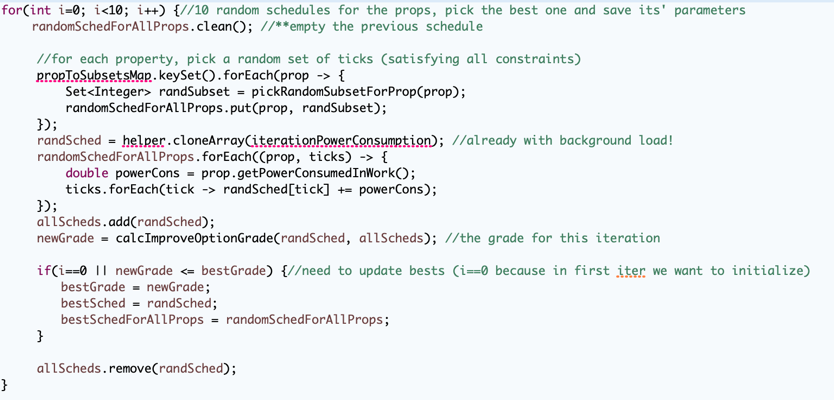 for(int i=0; i<10; i++) {//10 random schedules for the props, pick the best one and save its' parameters
randomSchedForAllProps.clean(); //**empty the previous schedule
//for each property, pick a random set of ticks (satisfying all constraints)
propToSubsetsMap.keySet().forEach(prop -> {
Set<Integer> randSubset = pickRandomSubsetForProp(prop);
randomSchedForAllProps.put(prop, randSubset);
});
randSched = helper.cloneArray(iterationPowerConsumption); //already with background load!
randomSchedForAllProps.forEach((prop, ticks) -> {
double powerCons = prop.getPowerConsumedInWork();
ticks.forEach(tick -> randSched[tick] += powerCons);
});
allScheds.add(randSched);
newGrade = calcImproveOptionGrade(randSched, allScheds); //the grade for this iteration
if(i==0 || newGrade <= bestGrade) {//need to update bests (i==0 because in first iter we want to initialize)
bestGrade = newGrade;
bestSched = randSched;
bestSchedForAllProps = randomSchedForAllProps;
}
allScheds.remove(randSched);
}